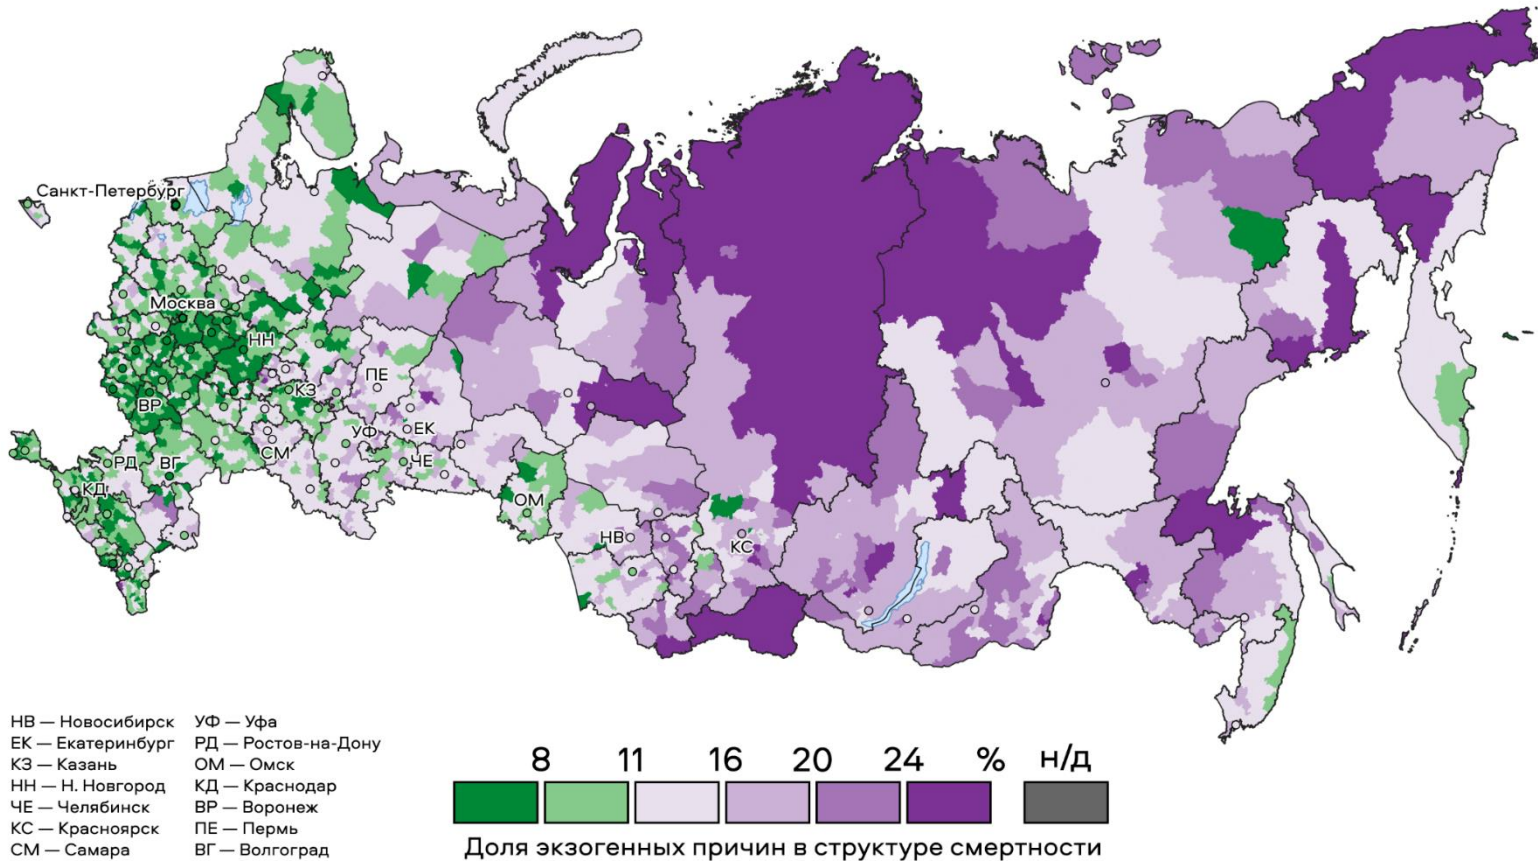 Санкт-Петербург
Москва
НН
КЗ
ПЕ
ВР
ЕК
УФ
СМ
ЧЕ
РД
ВГ
КД
ОМ
НВ
КС
НВ — Новосибирск
ЕК — Екатеринбург
КЗ — Казань
НН — Н. Новгород
ЧЕ — Челябинск
КС — Красноярск
СМ — Самара
УФ — Уфа
РД — Ростов-на-Дону
ОМ — Омск
КД — Краснодар
ВР — Воронеж
ПЕ — Пермь
ВГ — Волгоград
8 11 16 20 24 % н/д
Доля экзогенных причин в структуре смертности